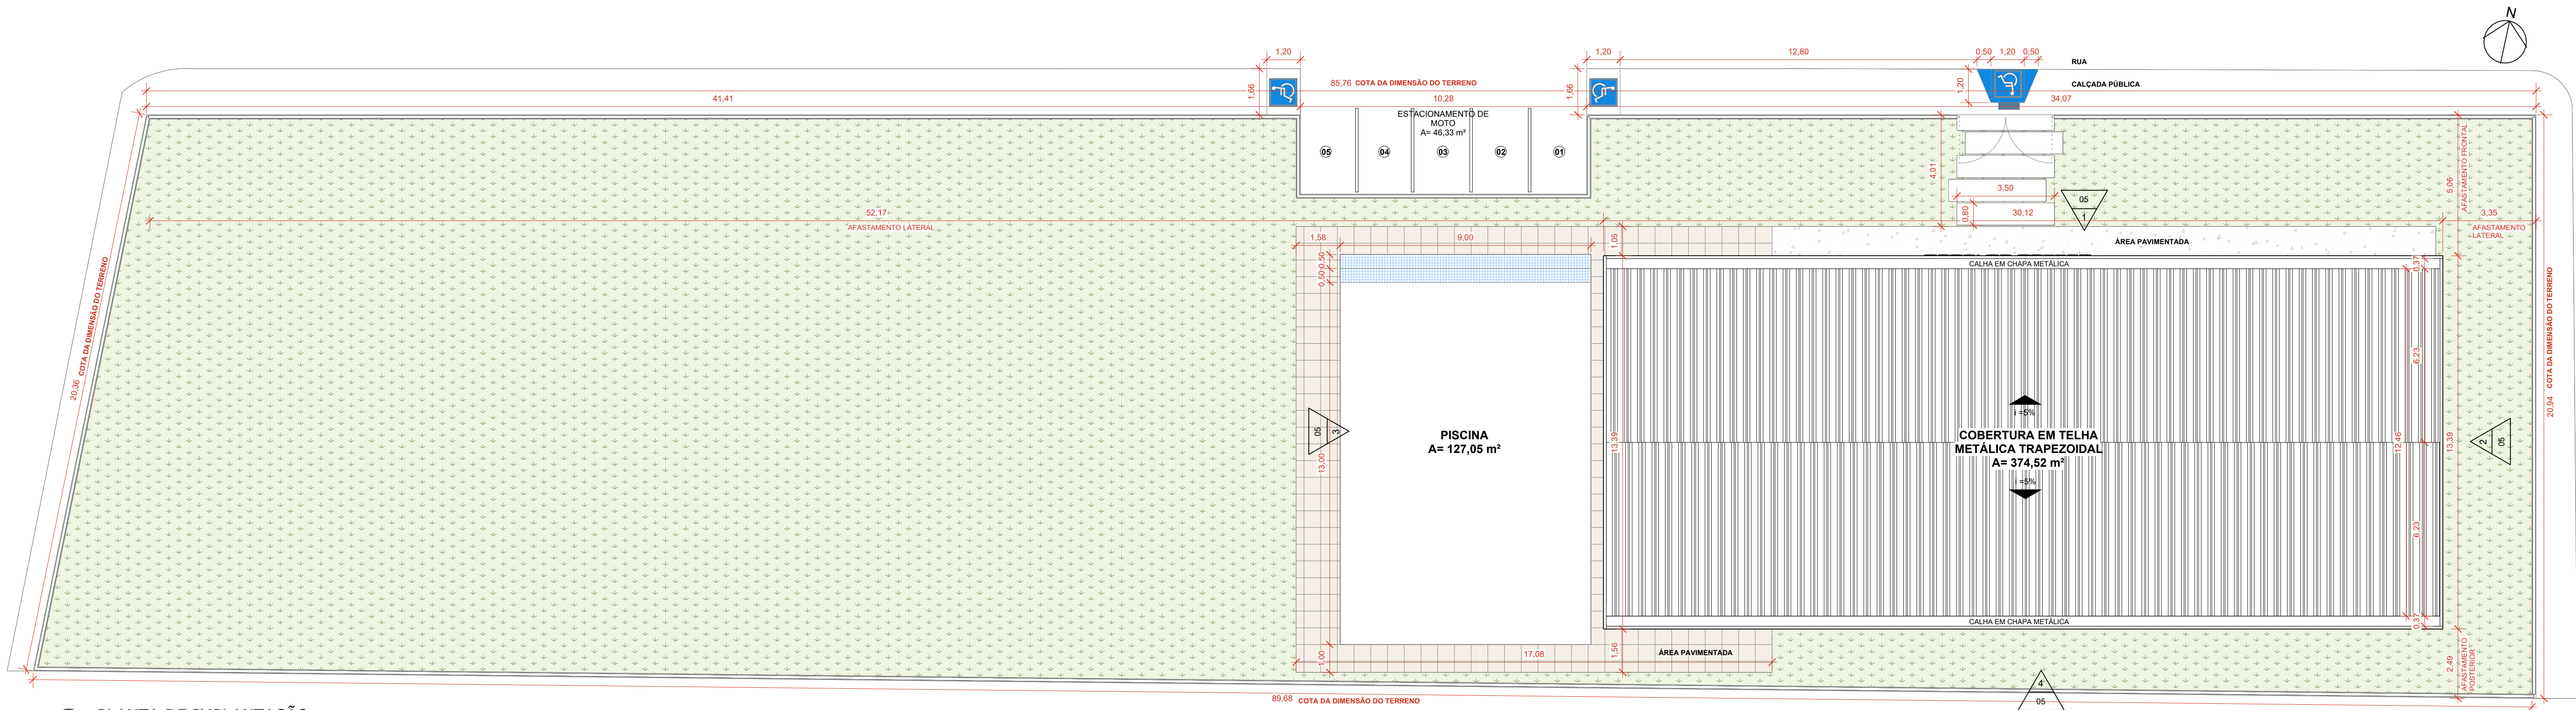 N
1,20
1,20
12,80
0,50
1,20
0,50
RUA
1,66
85,76 COTA DA DIMENSÃO DO TERRENO
1,66
1,20
CALÇADA PÚBLICA
41,41
10,28
34,07
ESTACIONAMENTO DE
MOTO
A= 46,33 m²
05
04
03
02
01
4,01
5,06
AFASTAMENTO FRONTAL
3,50
05
1
52,17
AFASTAMENTO LATERAL
0,80
30,12
3,35
AFASTAMENTO
LATERAL
1,58
9,00
1,05
ÁREA PAVIMENTADA
0,50
0,50
CALHA EM CHAPA METÁLICA
0,37
20,36 COTA DA DIMENSÃO DO TERRENO
6,23
20,94 COTA DA DIMENSÃO DO TERRENO
i =5%
05
3
PISCINA
A= 127,05 m²
13,39
COBERTURA EM TELHA
METÁLICA TRAPEZOIDAL
A= 374,52 m²
12,46
13,39
2
05
13,00
i =5%
6,23
CALHA EM CHAPA METÁLICA
0,37
1,00
17,08
1,56
ÁREA PAVIMENTADA
2,49
AFASTAMENTO
POSTERIOR
4
05
89,68 COTA DA DIMENSÃO DO TERRENO
PLANTA DE IMPLANTAÇÃO